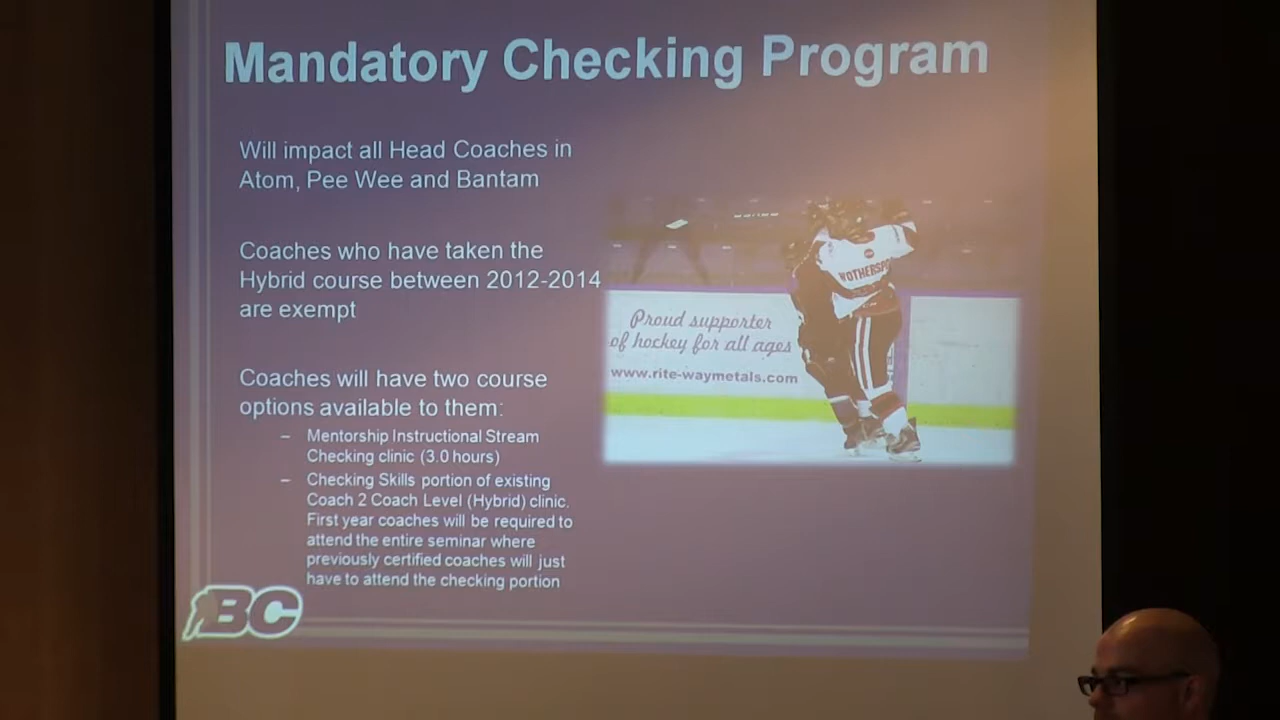 Mandatory Checking Program
Will impact all Head Coaches in
Atom, Pee Wee and Bantam
Coaches who have taken the
Hybrid course between 2012-2014
are exempt
Coaches will have two course
options available to them:
– Mentorship Instructional Stream
Checking clinic (3.0 hours)
– Checking Skills portion of existing
Coach 2 Coach Level (Hybrid) clinic.
First year coaches will be required to
attend the entire seminar where
previously certified coaches will just
have to attend the checking portion
WOTHERSP
Proud supporter
of hockey for all ages
www.rite-waymetals.com
BC